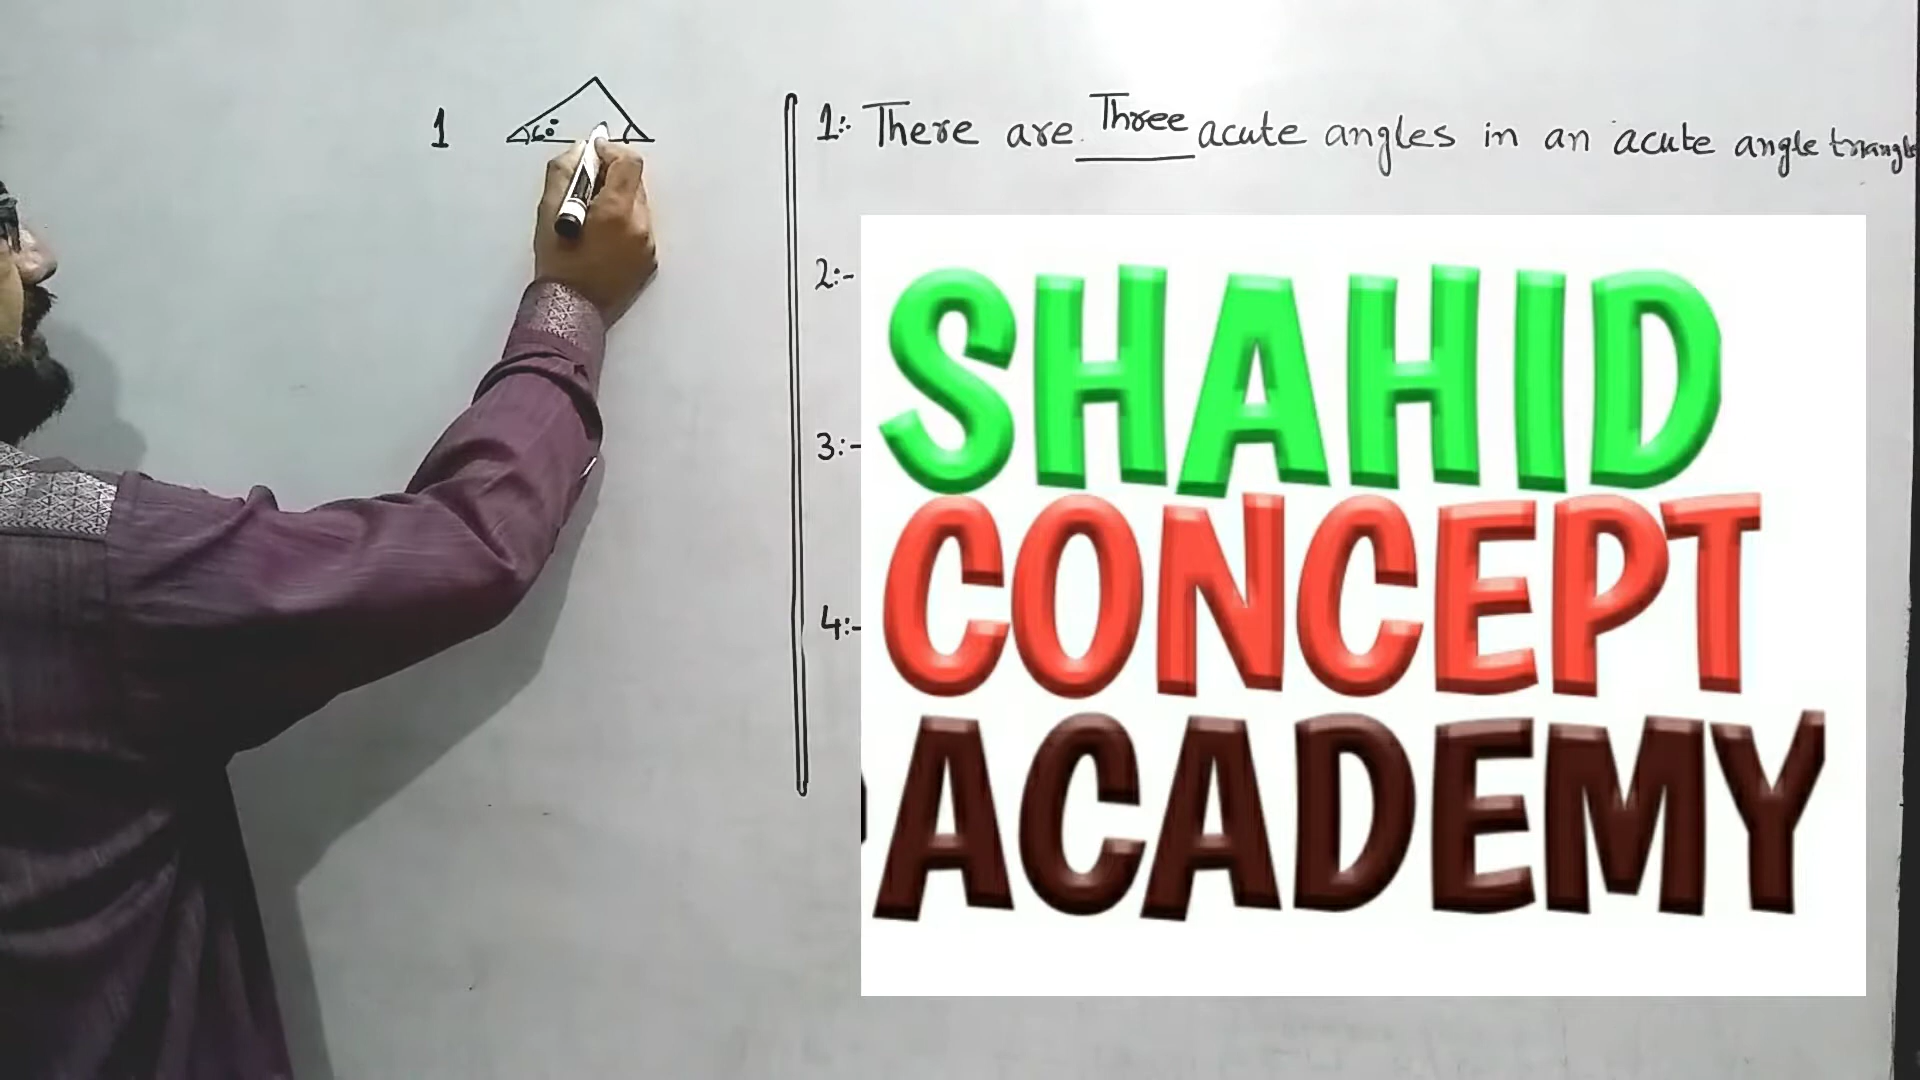 1
60°
1:- There are Three acute angles in an acute angle triangle
2:-
3:-
4:-
SHAHID
CONCEPT
ACADEMY